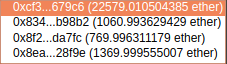 0xcf3...679c6 (22579.010504385 ether)
0x834...b98b2 (1060.993629429 ether)
0x8f2...da7fc (769.996311179 ether)
0x8ea...28f9e (1369.999555007 ether)